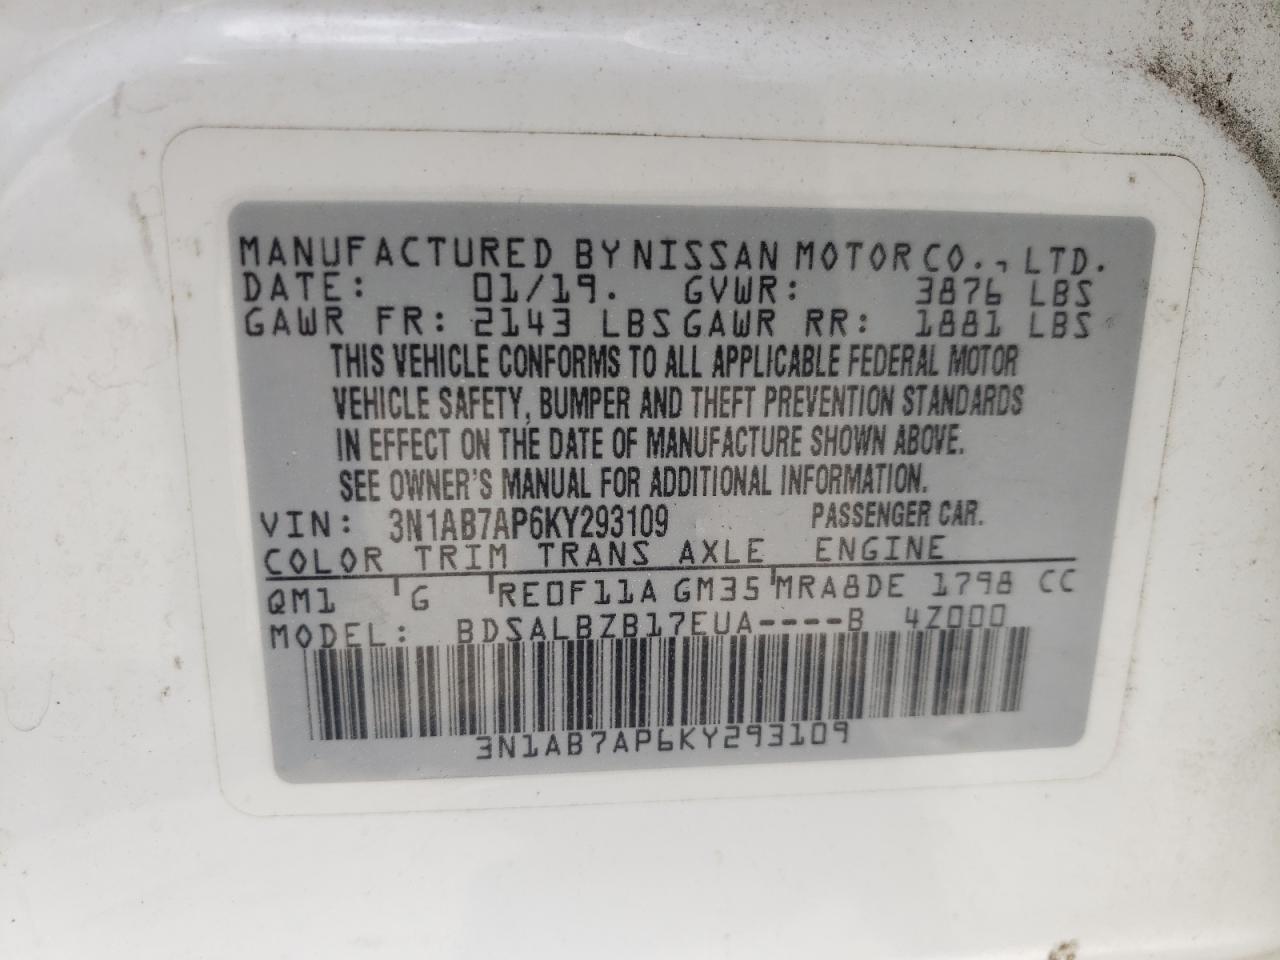 MANUFACTURED BY NISSAN MOTOR CO., LTD.
DATE: 01/19. GVWR: 3876 LBS
GAWR FR: 2143 LBS GAWR RR: 1881 LBS
THIS VEHICLE CONFORMS TO ALL APPLICABLE FEDERAL MOTOR
VEHICLE SAFETY, BUMPER AND THEFT PREVENTION STANDARDS
IN EFFECT ON THE DATE OF MANUFACTURE SHOWN ABOVE.
SEE OWNER'S MANUAL FOR ADDITIONAL INFORMATION.
VIN: 3N1AB7AP6KY293109 PASSENGER CAR.
COLOR TRIM TRANS AXLE ENGINE
QM1 G RE0F11A GM35 MRA8DE 1798 CC
MODEL: BDSALBZB17EUA----B 4Z000
3N1AB7AP6KY293109